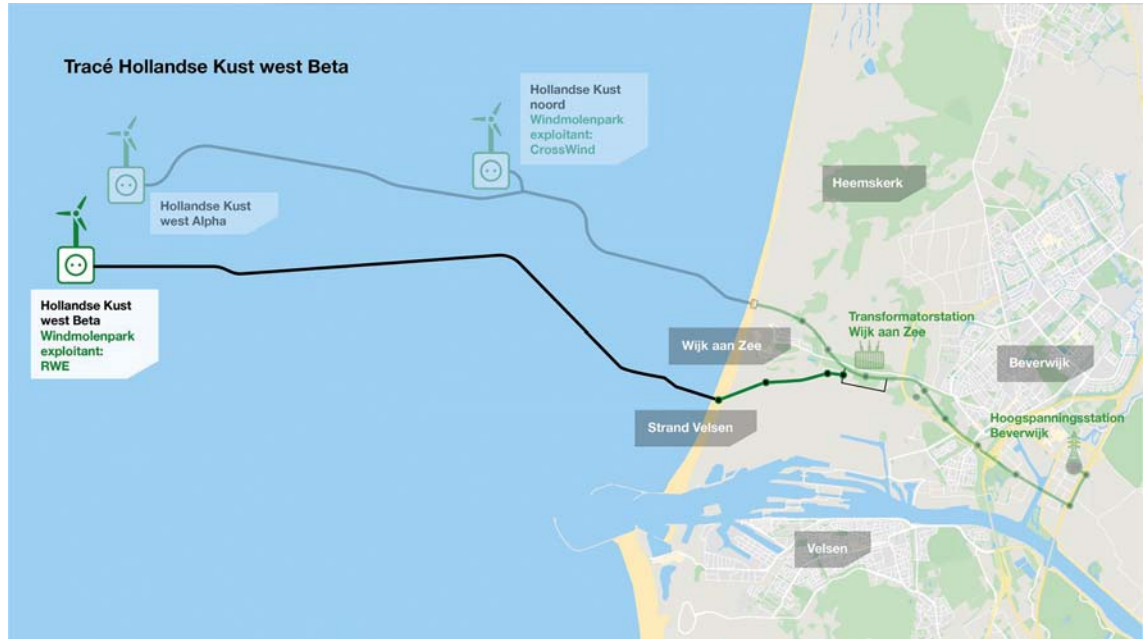 Tracé Hollandse Kust west Beta
Hollandse Kust
noord
Windmolenpark
exploitant:
CrossWind
Hollandse Kust
west Alpha
Hollandse Kust
west Beta
Windmolenpark
exploitant:
RWE
Heemskerk
Transformatorstation
Wijk aan Zee
Wijk aan Zee
Beverwijk
Strand Velsen
Hoogspanningsstation
Beverwijk
Velsen